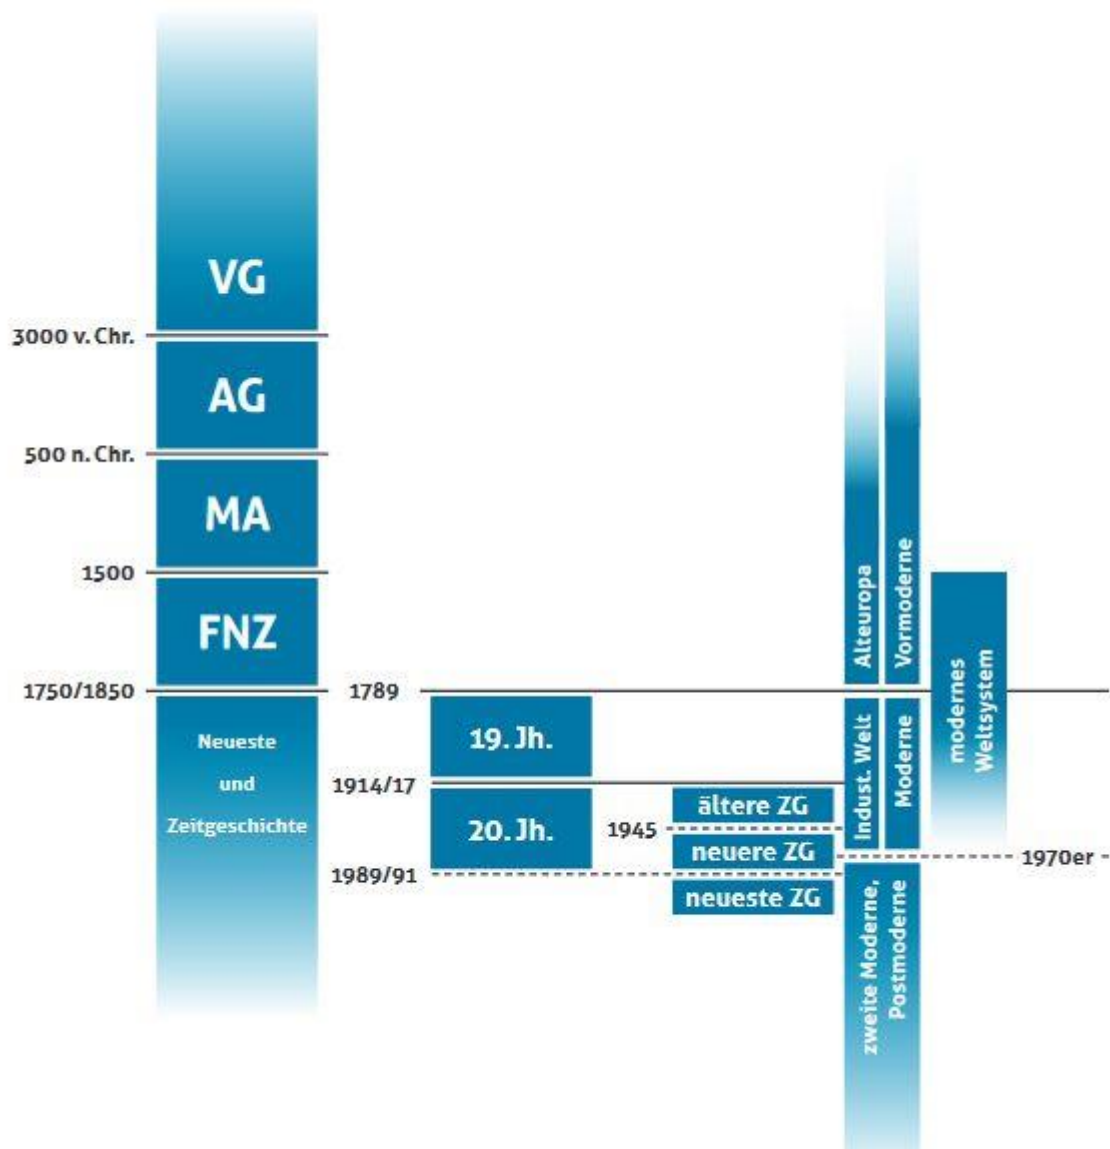 VG
3000 v. Chr.
AG
500 n. Chr.
MA
1500
FNZ
1750/1850
Neueste
und
Zeitgeschichte
1789
19. Jh.
1914/17
20. Jh.
1989/91
1945
ältere ZG
neuere ZG
neueste ZG
Alteuropa
Vormoderne
Indust. Welt
Moderne
zweite Moderne,
Postmoderne
modernes
Weltsystem
1970er